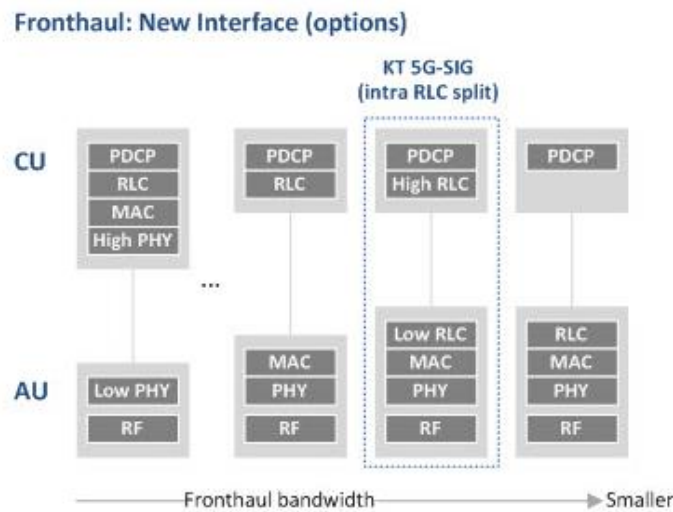 Fronthaul: New Interface (options)
KT 5G-SIG
(intra RLC split)
CU
PDCP
RLC
MAC
High PHY
PDCP
RLC
PDCP
High RLC
PDCP
...
AU
Low PHY
RF
MAC
PHY
RF
Low RLC
MAC
PHY
RF
RLC
MAC
PHY
RF
Fronthaul bandwidth
Smaller